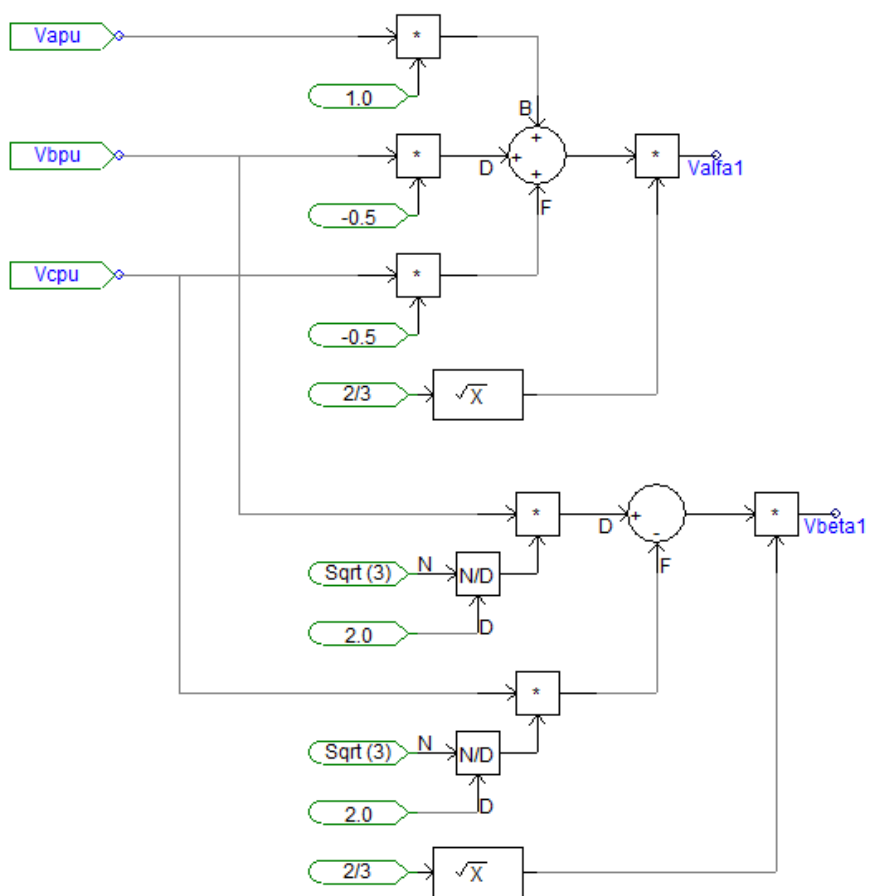 Vapu
*
1.0
B
+
Vbpu
*
D
+
+
*
Valfa1
-0.5
F
Vcpu
*
-0.5
2/3
√X
*
D
+
-
*
Vbeta1
Sqrt (3)
N
N/D
F
2.0
D
*
Sqrt (3)
N
N/D
2.0
D
2/3
√X